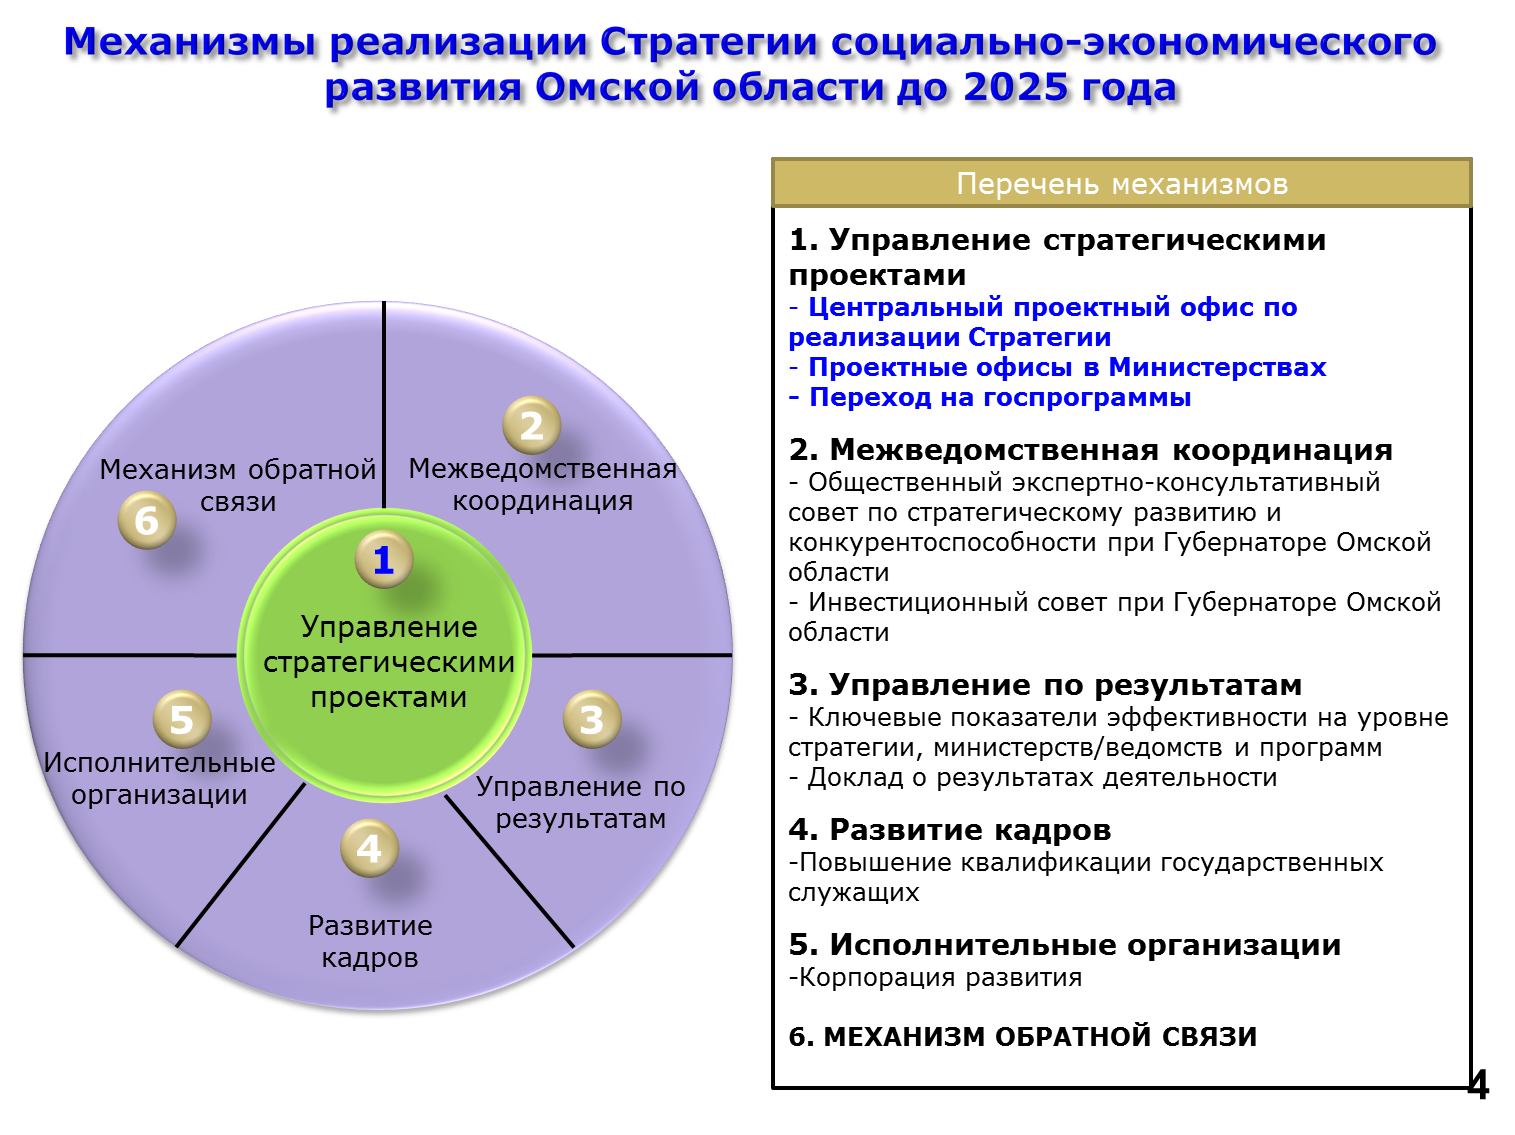 Механизмы реализации Стратегии социально-экономического
развития Омской области до 2025 года
Механизм обратной
связи
6
2
Межведомственная
координация
1
Управление
стратегическими
проектами
5
Исполнительные
организации
3
Управление по
результатам
4
Развитие
кадров
Перечень механизмов
1. Управление стратегическими
проектами
- Центральный проектный офис по
реализации Стратегии
- Проектные офисы в Министерствах
- Переход на госпрограммы
2. Межведомственная координация
- Общественный экспертно-консультативный
совет по стратегическому развитию и
конкурентоспособности при Губернаторе Омской
области
- Инвестиционный совет при Губернаторе Омской
области
3. Управление по результатам
- Ключевые показатели эффективности на уровне
стратегии, министерств/ведомств и программ
- Доклад о результатах деятельности
4. Развитие кадров
-Повышение квалификации государственных
служащих
5. Исполнительные организации
-Корпорация развития
6. МЕХАНИЗМ ОБРАТНОЙ СВЯЗИ
4